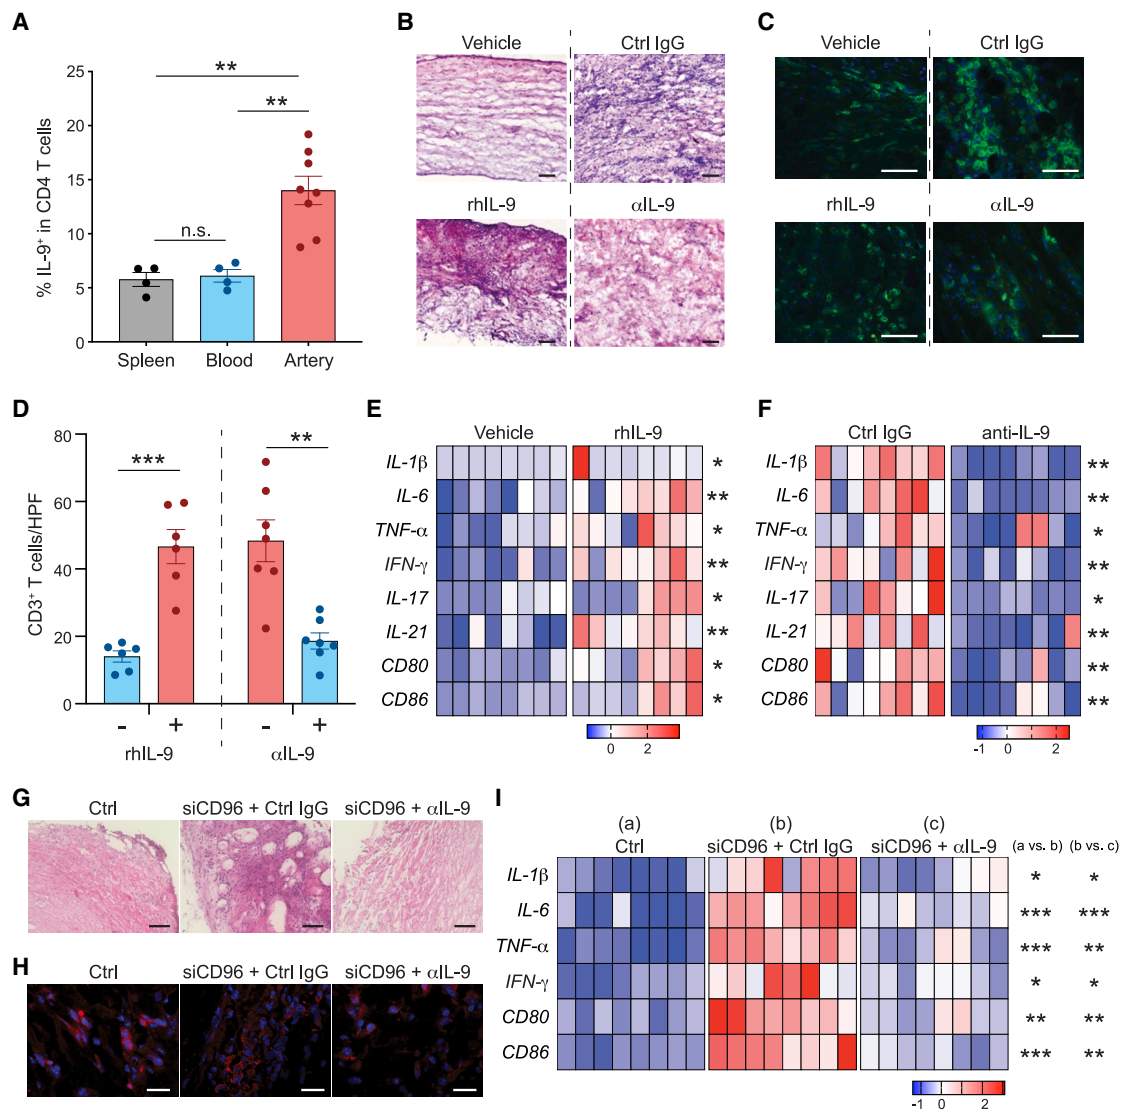 A
% IL-9⁺ in CD4 T cells
25
20
15
10
5
0
**
**
n.s.
Spleen Blood Artery
B
Vehicle Ctrl IgG
rhIL-9 αIL-9
C
Vehicle Ctrl IgG
rhIL-9 αIL-9
D
CD3⁺ T cells/HPF
80
60
40
20
0
*** **
- + - +
rhIL-9 αIL-9
E
Vehicle rhIL-9
IL-1β *
IL-6 **
TNF-α *
IFN-γ **
IL-17 *
IL-21 **
CD80 *
CD86 *
0 2
F
Ctrl IgG anti-IL-9
IL-1β **
IL-6 **
TNF-α *
IFN-γ **
IL-17 *
IL-21 **
CD80 **
CD86 **
-1 0 2
G
Ctrl siCD96 + Ctrl IgG siCD96 + αIL-9
H
Ctrl siCD96 + Ctrl IgG siCD96 + αIL-9
I
(a) (b) (c)
Ctrl siCD96 + Ctrl IgG siCD96 + αIL-9 (a vs. b) (b vs. c)
IL-1β * *
IL-6 *** ***
TNF-α *** **
IFN-γ * *
CD80 ** **
CD86 *** **
-1 0 2